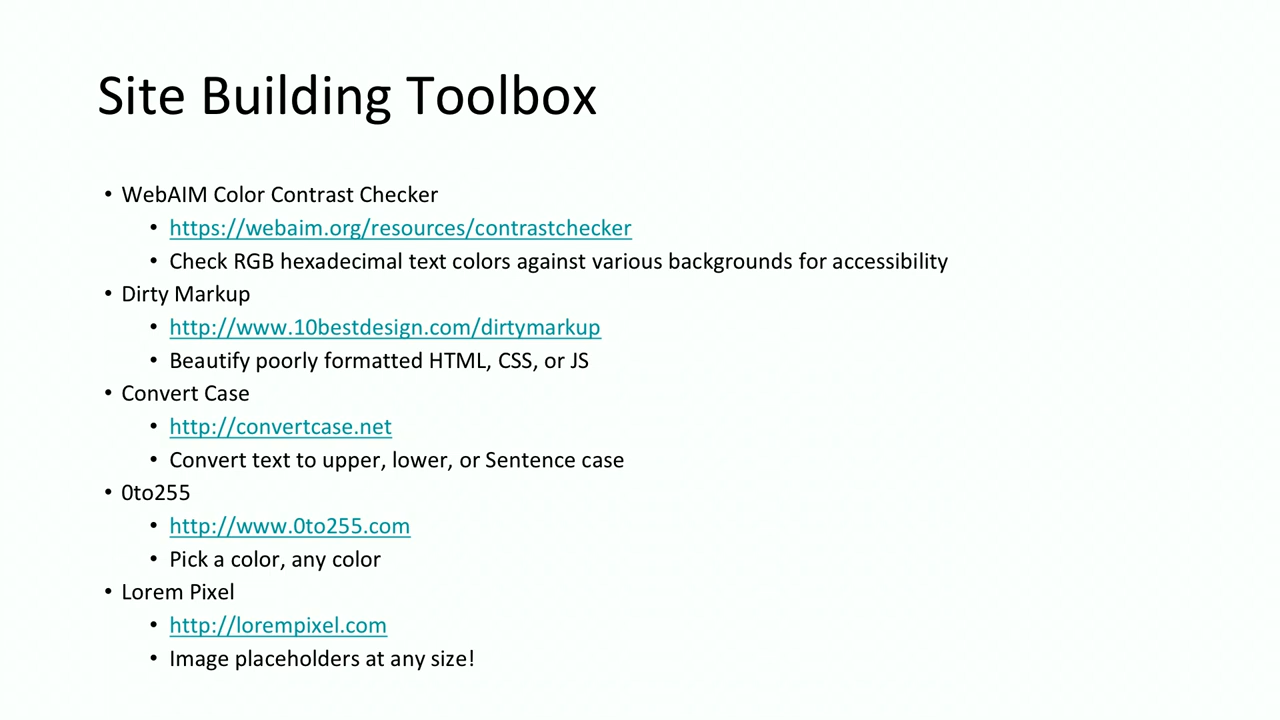 Site Building Toolbox
• WebAIM Color Contrast Checker
• https://webaim.org/resources/contrastchecker
• Check RGB hexadecimal text colors against various backgrounds for accessibility
• Dirty Markup
• http://www.10bestdesign.com/dirtymarkup
• Beautify poorly formatted HTML, CSS, or JS
• Convert Case
• http://convertcase.net
• Convert text to upper, lower, or Sentence case
• 0to255
• http://www.0to255.com
• Pick a color, any color
• Lorem Pixel
• http://lorempixel.com
• Image placeholders at any size!